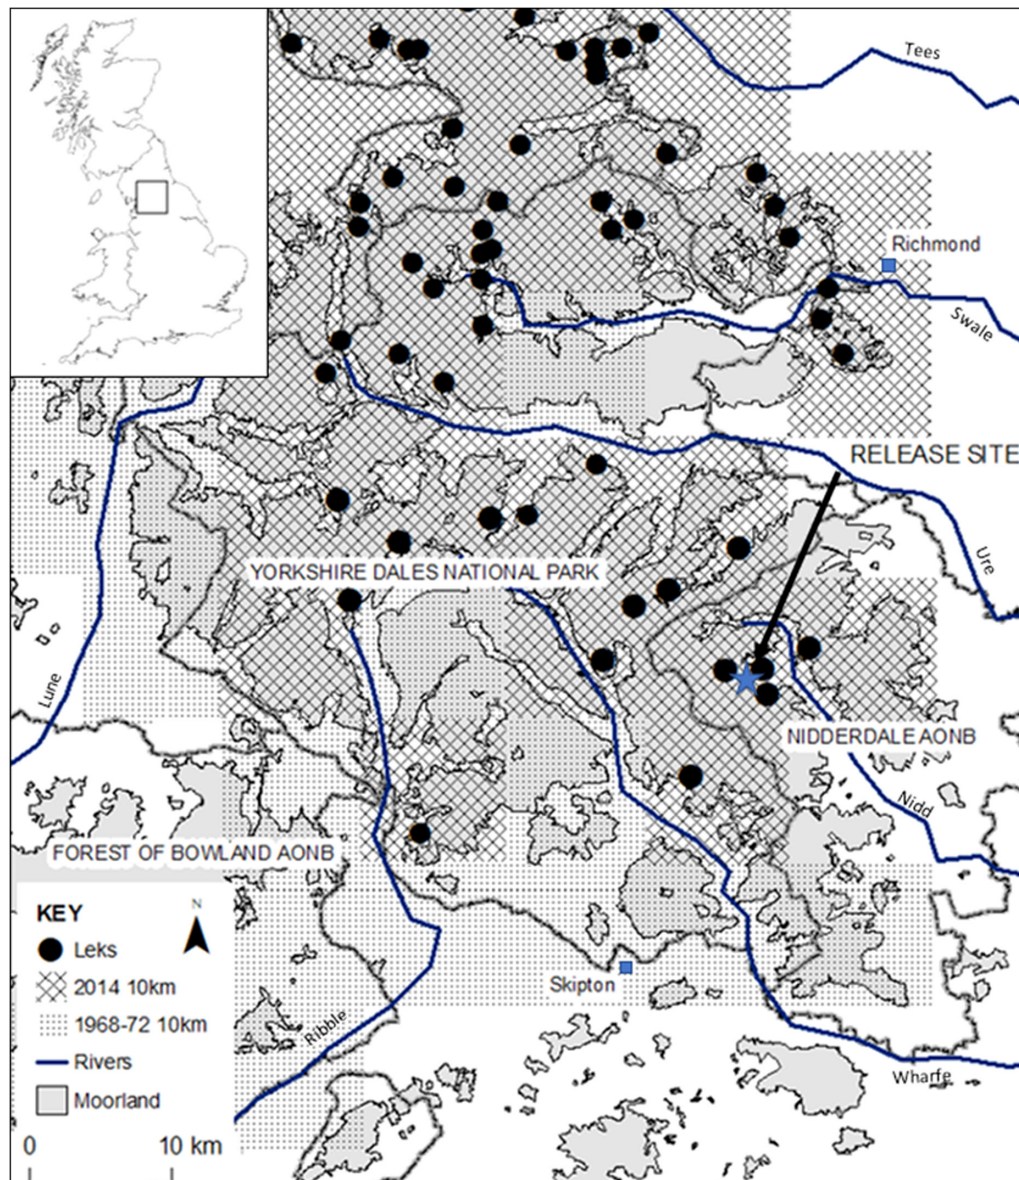 Tees
Richmond
Swale
RELEASE SITE
Ure
YORKSHIRE DALES NATIONAL PARK
Lune
NIDDERDALE AONB
Nidd
FOREST OF BOWLAND AONB
KEY
N
Leks
2014 10km
1968-72 10km
Rivers
Moorland
0 10 km
Skipton
Ribble
Wharfe